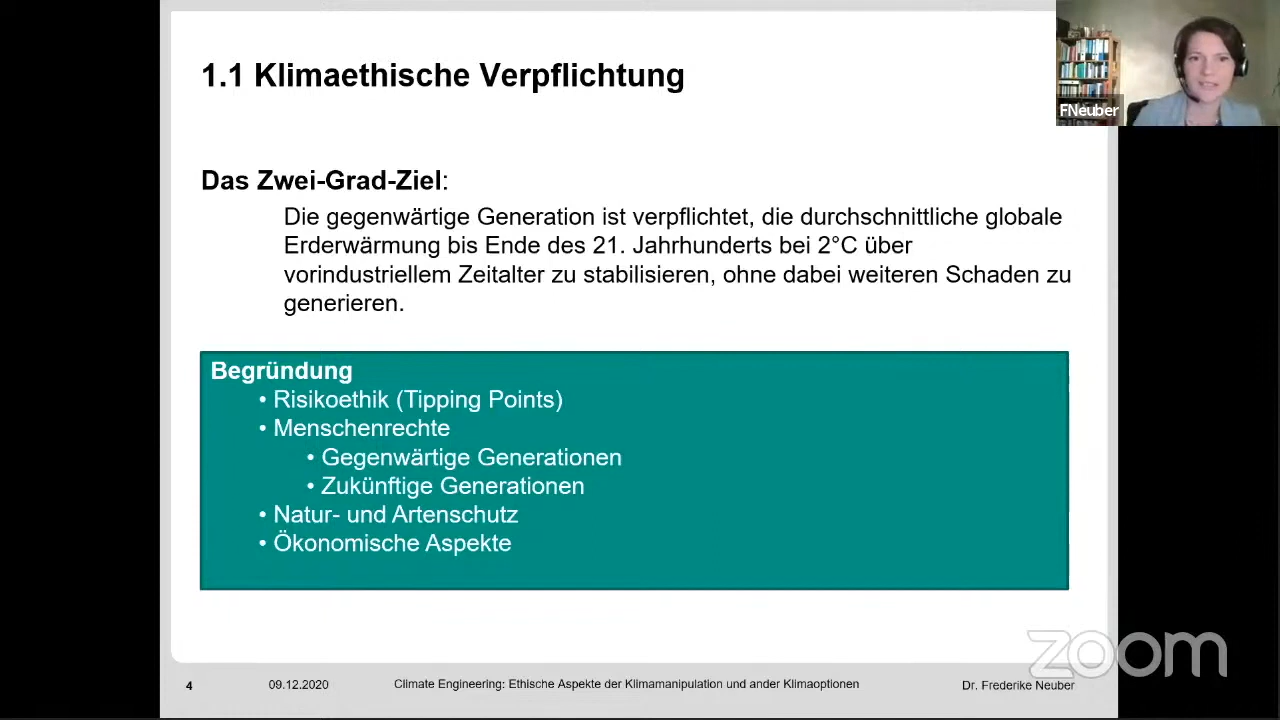 1.1 Klimaethische Verpflichtung
FNeuber
Das Zwei-Grad-Ziel:
Die gegenwärtige Generation ist verpflichtet, die durchschnittliche globale
Erderwärmung bis Ende des 21. Jahrhunderts bei 2°C über
vorindustriellem Zeitalter zu stabilisieren, ohne dabei weiteren Schaden zu
generieren.
Begründung
• Risikoethik (Tipping Points)
• Menschenrechte
• Gegenwärtige Generationen
• Zukünftige Generationen
• Natur- und Artenschutz
• Ökonomische Aspekte
zoom
4
09.12.2020
Climate Engineering: Ethische Aspekte der Klimamanipulation und ander Klimaoptionen
Dr. Frederike Neuber